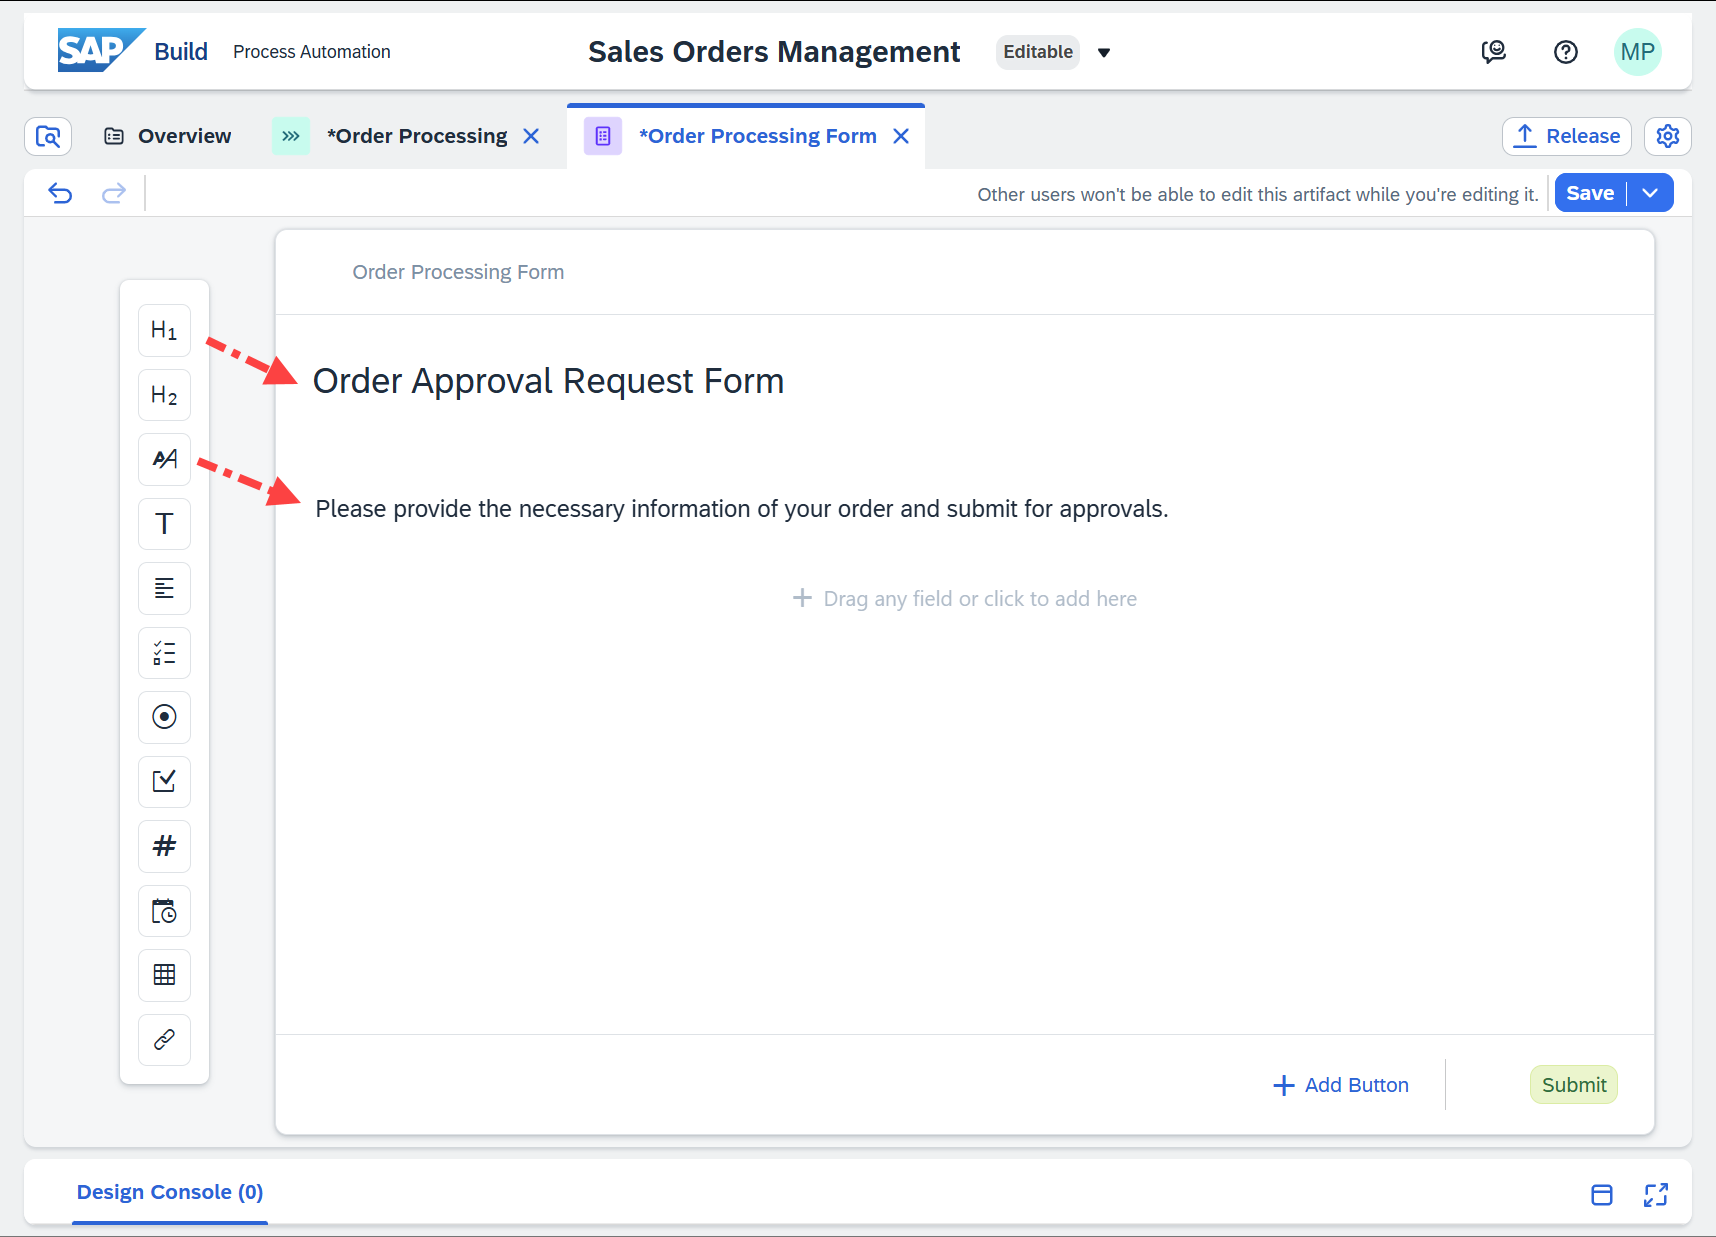 SAP Build Process Automation Sales Orders Management Editable MP
Overview *Order Processing *Order Processing Form Release
Other users won't be able to edit this artifact while you're editing it. Save
Order Processing Form
H1
Order Approval Request Form
H2
AA
Please provide the necessary information of your order and submit for approvals.
T
+ Drag any field or click to add here
#
+ Add Button Submit
Design Console (0)